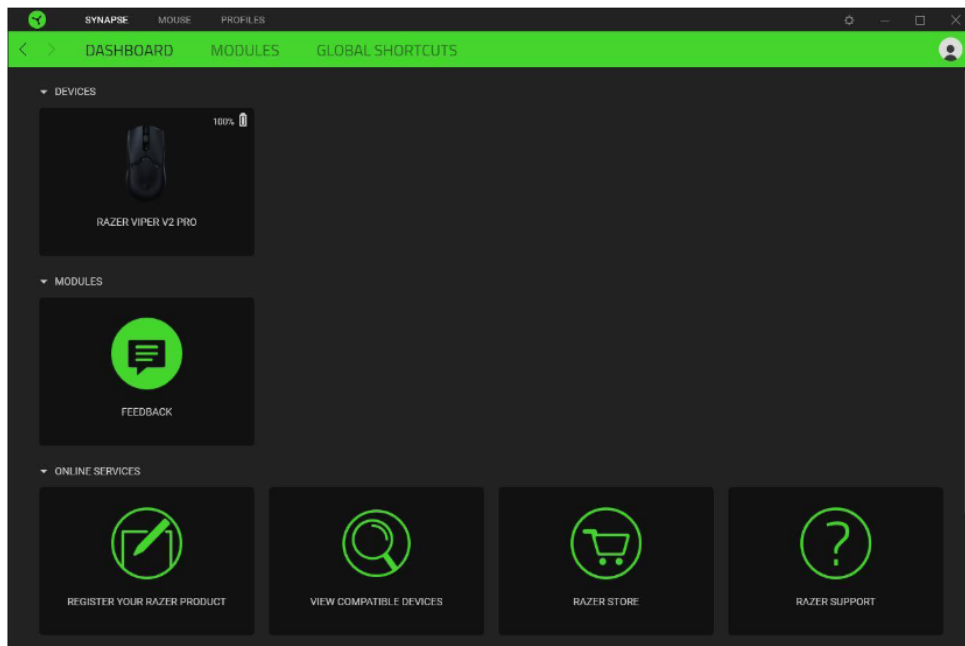 SYNAPSE MOUSE PROFILES
DASHBOARD MODULES GLOBAL SHORTCUTS
DEVICES
100%
RAZER VIPER V2 PRO
MODULES
FEEDBACK
ONLINE SERVICES
REGISTER YOUR RAZER PRODUCT VIEW COMPATIBLE DEVICES RAZER STORE RAZER SUPPORT